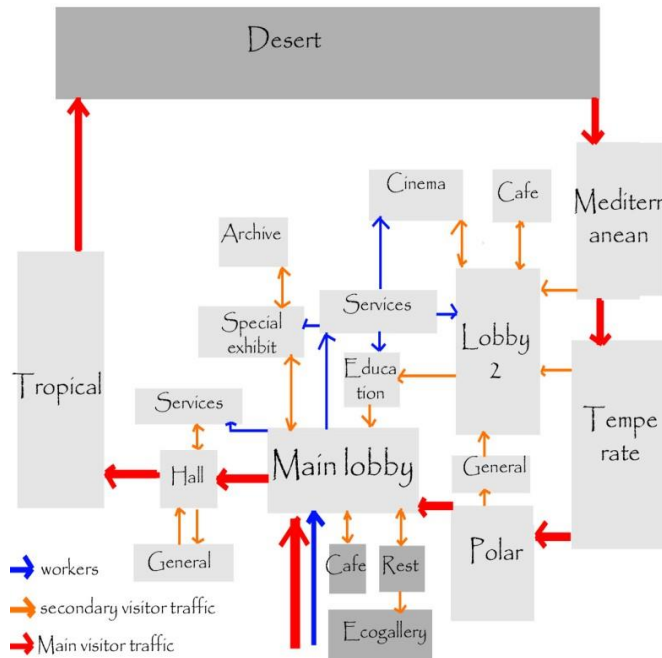 Desert
Cinema
Cafe
Mediterr
anean
Archive
Services
Special
exhibit
Lobby
2
Tropical
Educa
tion
Tempe
rate
Services
Main lobby
General
Hall
Polar
General
Cafe
Rest
workers
secondary visitor traffic
Ecogallery
Main visitor traffic